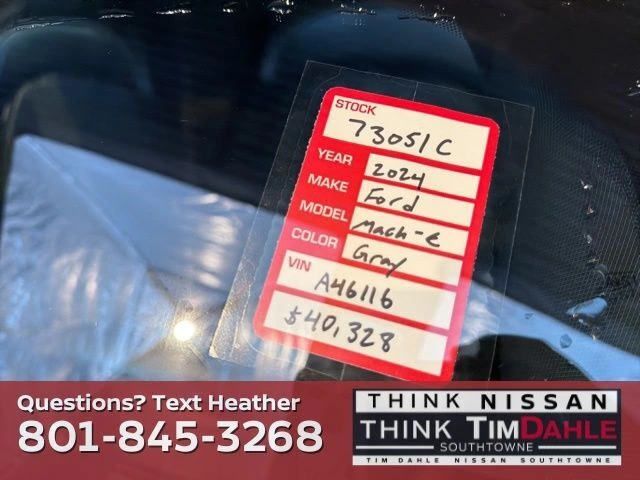 STOCK
73051C
YEAR 2024
MAKE Ford
MODEL Mach-E
COLOR Gray
VIN
A46116
$40,328
Questions? Text Heather
801-845-3268
THINK NISSAN
THINK TIMDAHLE
SOUTHTOWNE
TIM DAHLE NISSAN SOUTHTOWNE